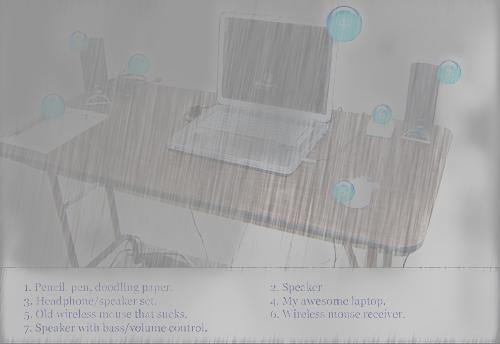 1. Pencil, pen, doodling paper.
2. Speaker
3. Headphone/speaker set.
4. My awesome laptop.
5. Old wireless mouse that sucks.
6. Wireless mouse receiver.
7. Speaker with bass/volume control.
4